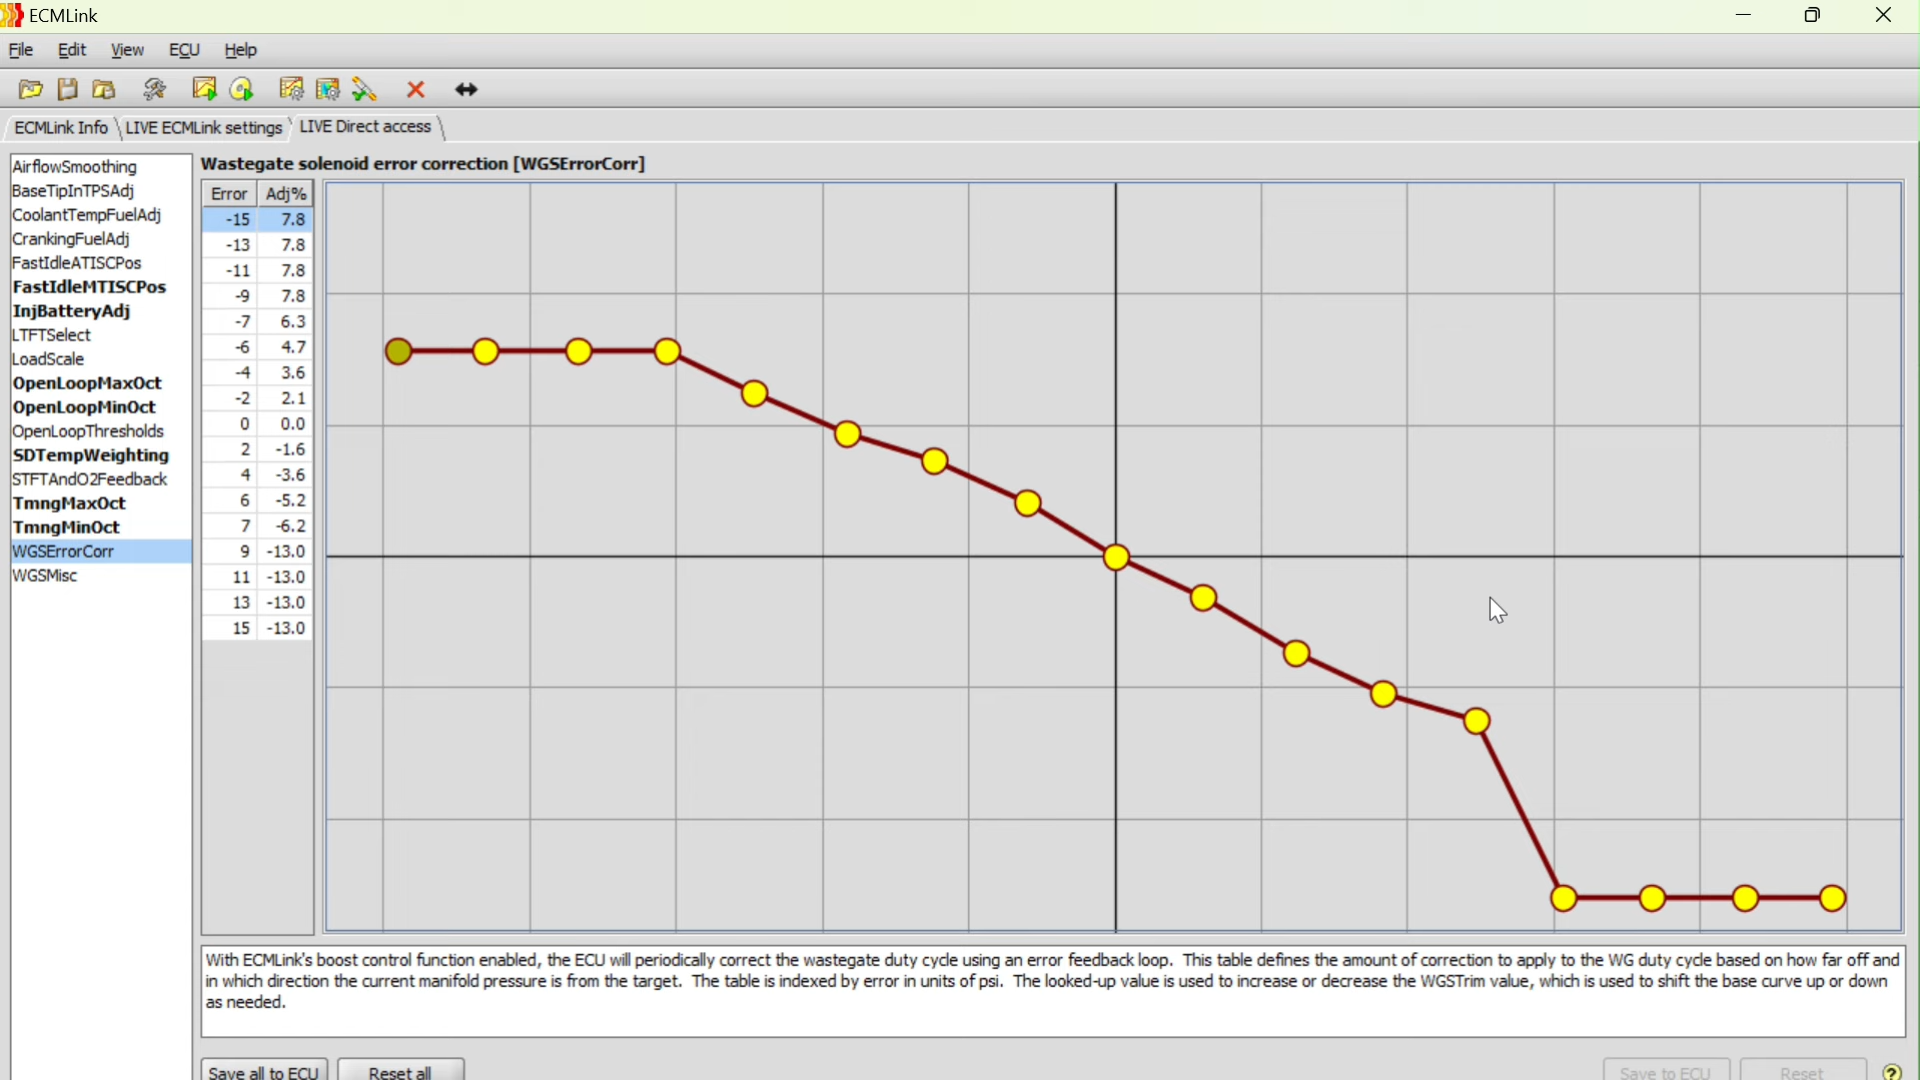 ECMLink
File Edit View ECU Help
ECMLink Info LIVE ECMLink settings LIVE Direct access
AirflowSmoothing
BaseTipInTPSAdj
CoolantTempFuelAdj
CrankingFuelAdj
FastIdleATISCPos
FastIdleMTISCPos
InjBatteryAdj
LTFTSelect
LoadScale
OpenLoopMaxOct
OpenLoopMinOct
OpenLoopThresholds
SDTempWeighting
STFTAndO2Feedback
TmngMaxOct
TmngMinOct
WGSErrorCorr
WGSMisc
Wastegate solenoid error correction [WGSErrorCorr]
Error Adj%
-15 7.8
-13 7.8
-11 7.8
-9 7.8
-7 6.3
-6 4.7
-4 3.6
-2 2.1
0 0.0
2 -1.6
4 -3.6
6 -5.2
7 -6.2
9 -13.0
11 -13.0
13 -13.0
15 -13.0
With ECMLink's boost control function enabled, the ECU will periodically correct the wastegate duty cycle using an error feedback loop. This table defines the amount of correction to apply to the WG duty cycle based on how far off and
in which direction the current manifold pressure is from the target. The table is indexed by error in units of psi. The looked-up value is used to increase or decrease the WGSTrim value, which is used to shift the base curve up or down
as needed.
Save all to ECU Reset all Save to ECU Reset ?